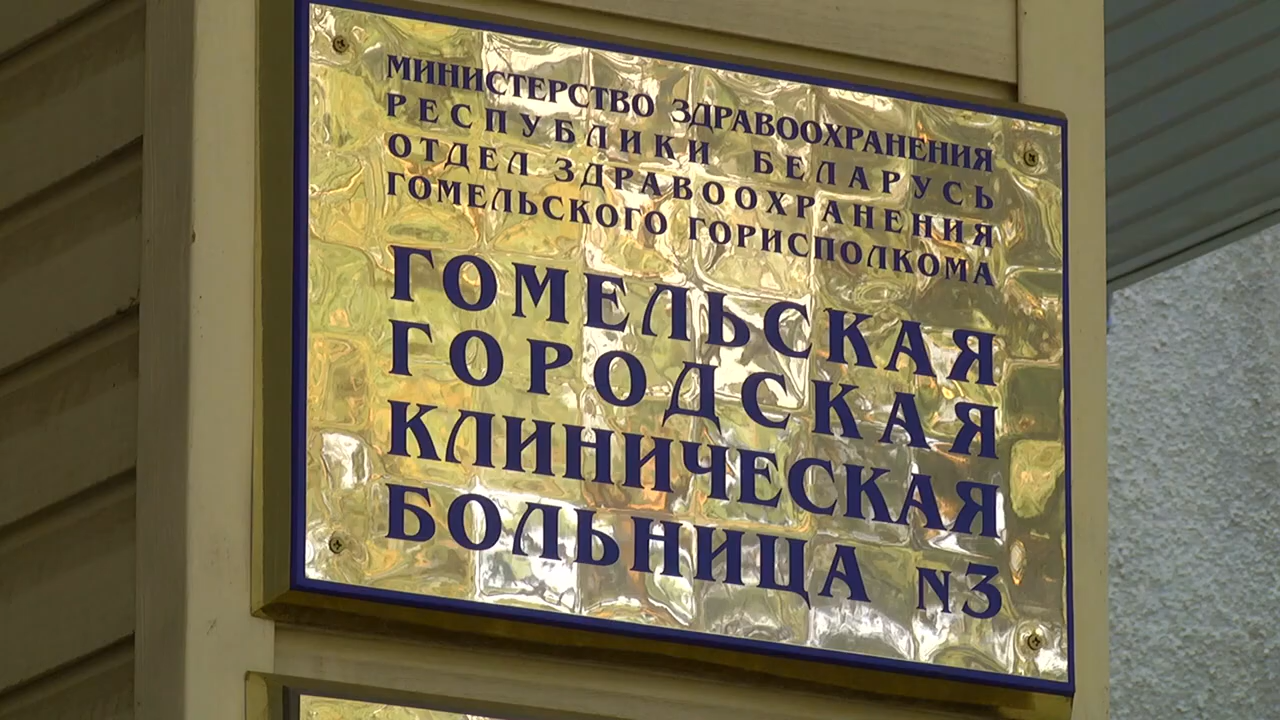 МИНИСТЕРСТВО ЗДРАВООХРАНЕНИЯ
РЕСПУБЛИКИ БЕЛАРУСЬ
ОТДЕЛ ЗДРАВООХРАНЕНИЯ
ГОМЕЛЬСКОГО ГОРИСПОЛКОМА
ГОМЕЛЬСКАЯ
ГОРОДСКАЯ
КЛИНИЧЕСКАЯ
БОЛЬНИЦА N3